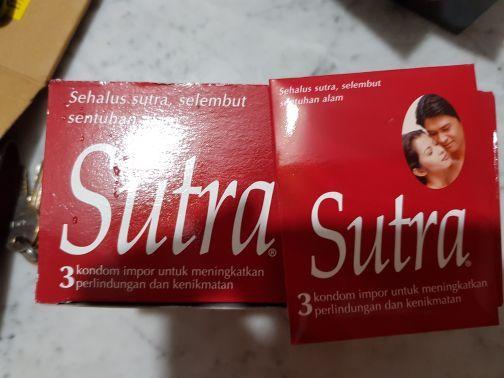 Sehalus sutra, selembut
sentuhan alam
Sutra®
3 kondom impor untuk meningkatkan
perlindungan dan kenikmatan
Sehalus sutra, selembut
sentuhan alam
Sutra®
3 kondom impor untuk meningkatkan
perlindungan dan kenikmatan